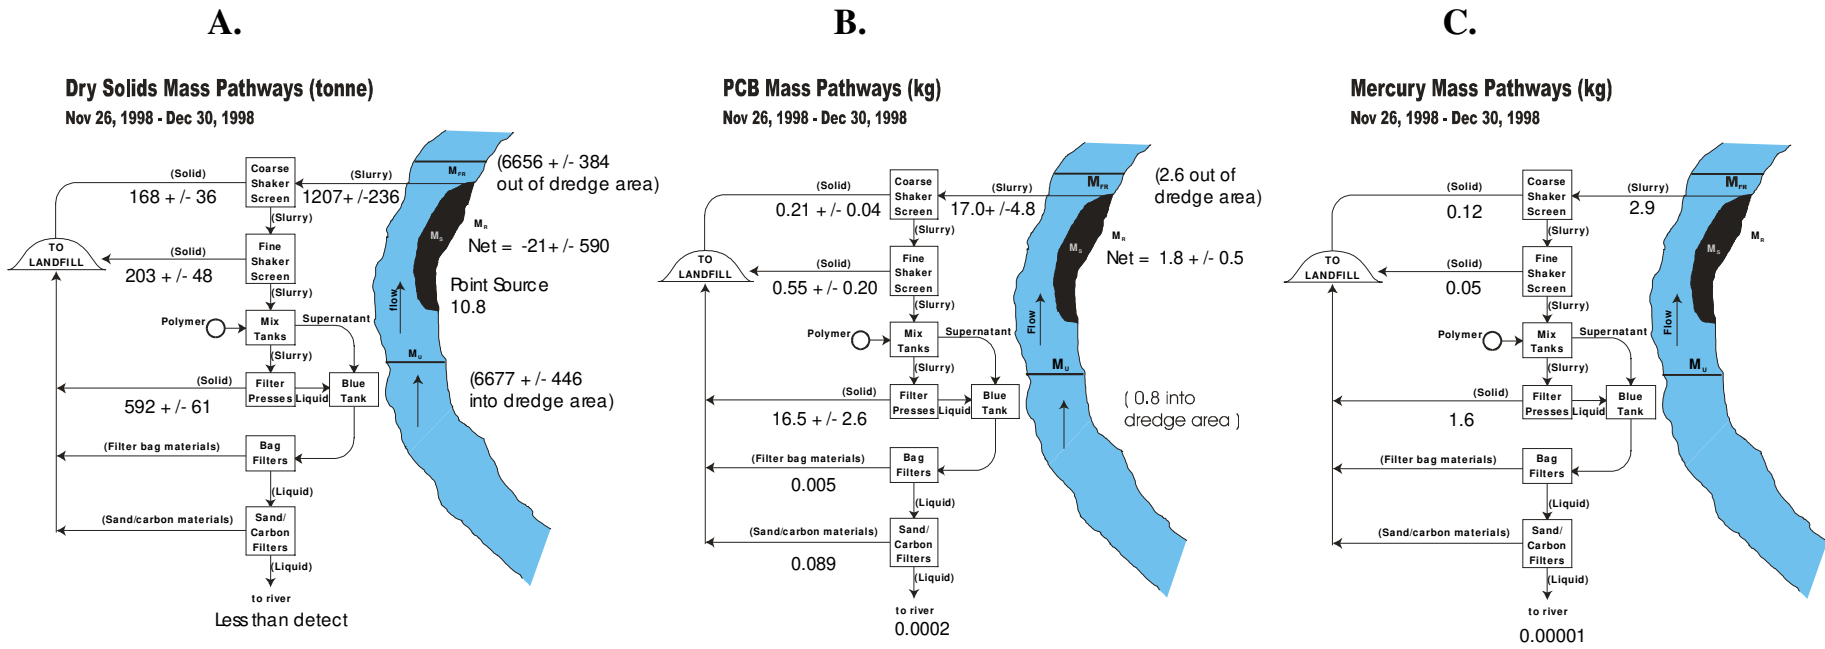 A.
Dry Solids Mass Pathways (tonne)
Nov 26, 1998 - Dec 30, 1998
(Solid)
168 +/- 36
Coarse
Shaker
Screen
(Slurry)
1207+/-236
M_FR
(6656 +/- 384
out of dredge area)
(Slurry)
M_S
M_R
Net = -21+/- 590
TO
LANDFILL
(Solid)
203 +/- 48
Fine
Shaker
Screen
Point Source
10.8
flow
(Slurry)
Polymer
Mix
Tanks
Supernatant
(Slurry)
M_U
(Solid)
592 +/- 61
Filter
Presses
Liquid
Blue
Tank
(6677 +/- 446
into dredge area)
(Filter bag materials)
Bag
Filters
(Liquid)
(Sand/carbon materials)
Sand/
Carbon
Filters
(Liquid)
to river
Less than detect
B.
PCB Mass Pathways (kg)
Nov 26, 1998 - Dec 30, 1998
(Solid)
0.21 +/- 0.04
Coarse
Shaker
Screen
(Slurry)
17.0+/-4.8
M_FR
(2.6 out of
dredge area)
(Slurry)
M_S
M_R
Net = 1.8 +/- 0.5
TO
LANDFILL
(Solid)
0.55 +/- 0.20
Fine
Shaker
Screen
Flow
(Slurry)
Polymer
Mix
Tanks
Supernatant
(Slurry)
M_U
(Solid)
16.5 +/- 2.6
Filter
Presses
Liquid
Blue
Tank
( 0.8 into
dredge area )
(Filter bag materials)
0.005
Bag
Filters
(Liquid)
(Sand/carbon materials)
0.089
Sand/
Carbon
Filters
(Liquid)
to river
0.0002
C.
Mercury Mass Pathways (kg)
Nov 26, 1998 - Dec 30, 1998
(Solid)
0.12
Coarse
Shaker
Screen
(Slurry)
2.9
M_FR
(Slurry)
M_S
M_R
TO
LANDFILL
(Solid)
0.05
Fine
Shaker
Screen
Flow
(Slurry)
Polymer
Mix
Tanks
Supernatant
(Slurry)
M_U
(Solid)
1.6
Filter
Presses
Liquid
Blue
Tank
(Filter bag materials)
Bag
Filters
(Liquid)
(Sand/carbon materials)
Sand/
Carbon
Filters
(Liquid)
to river
0.00001